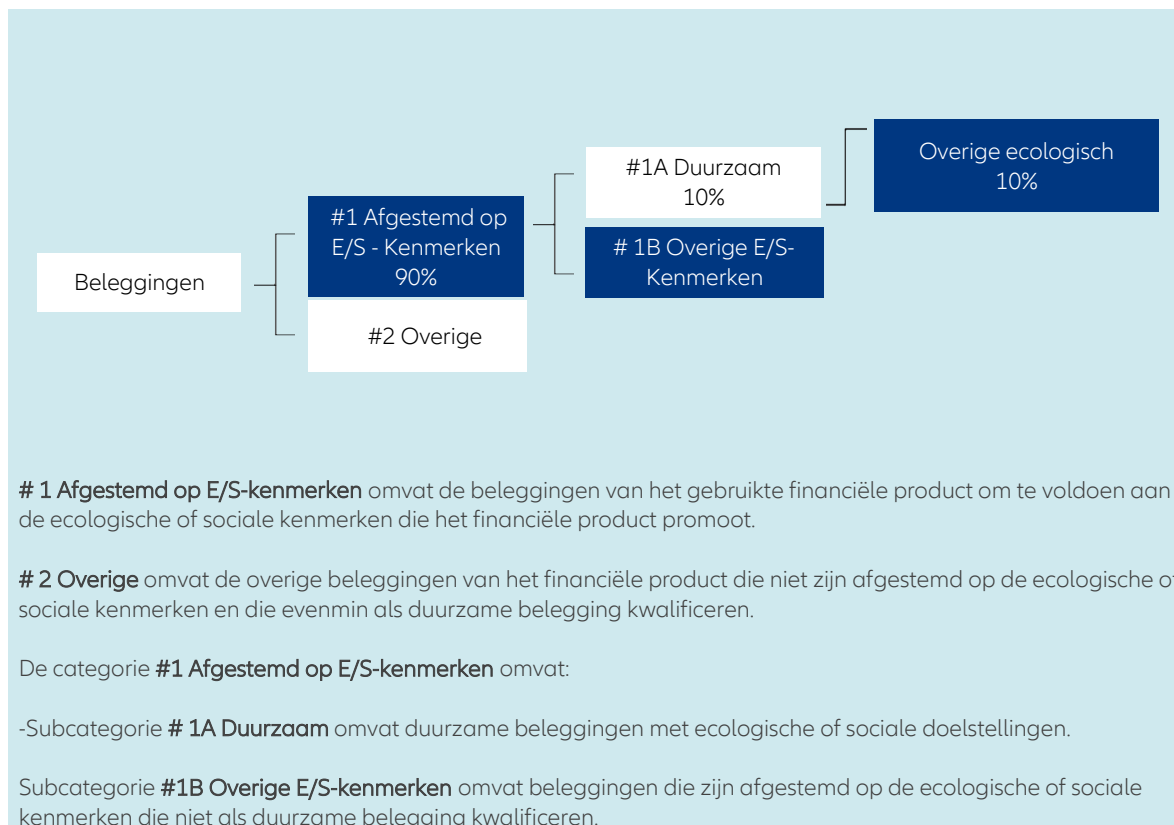 Beleggingen
#1 Afgestemd op
E/S - Kenmerken
90%
#2 Overige
#1A Duurzaam
10%
# 1B Overige E/S-
Kenmerken
Overige ecologisch
10%
# 1 Afgestemd op E/S-kenmerken omvat de beleggingen van het gebruikte financiële product om te voldoen aan
de ecologische of sociale kenmerken die het financiële product promoot.
# 2 Overige omvat de overige beleggingen van het financiële product die niet zijn afgestemd op de ecologische of
sociale kenmerken en die evenmin als duurzame belegging kwalificeren.
De categorie #1 Afgestemd op E/S-kenmerken omvat:
-Subcategorie # 1A Duurzaam omvat duurzame beleggingen met ecologische of sociale doelstellingen.
Subcategorie #1B Overige E/S-kenmerken omvat beleggingen die zijn afgestemd op de ecologische of sociale
kenmerken die niet als duurzame belegging kwalificeren.